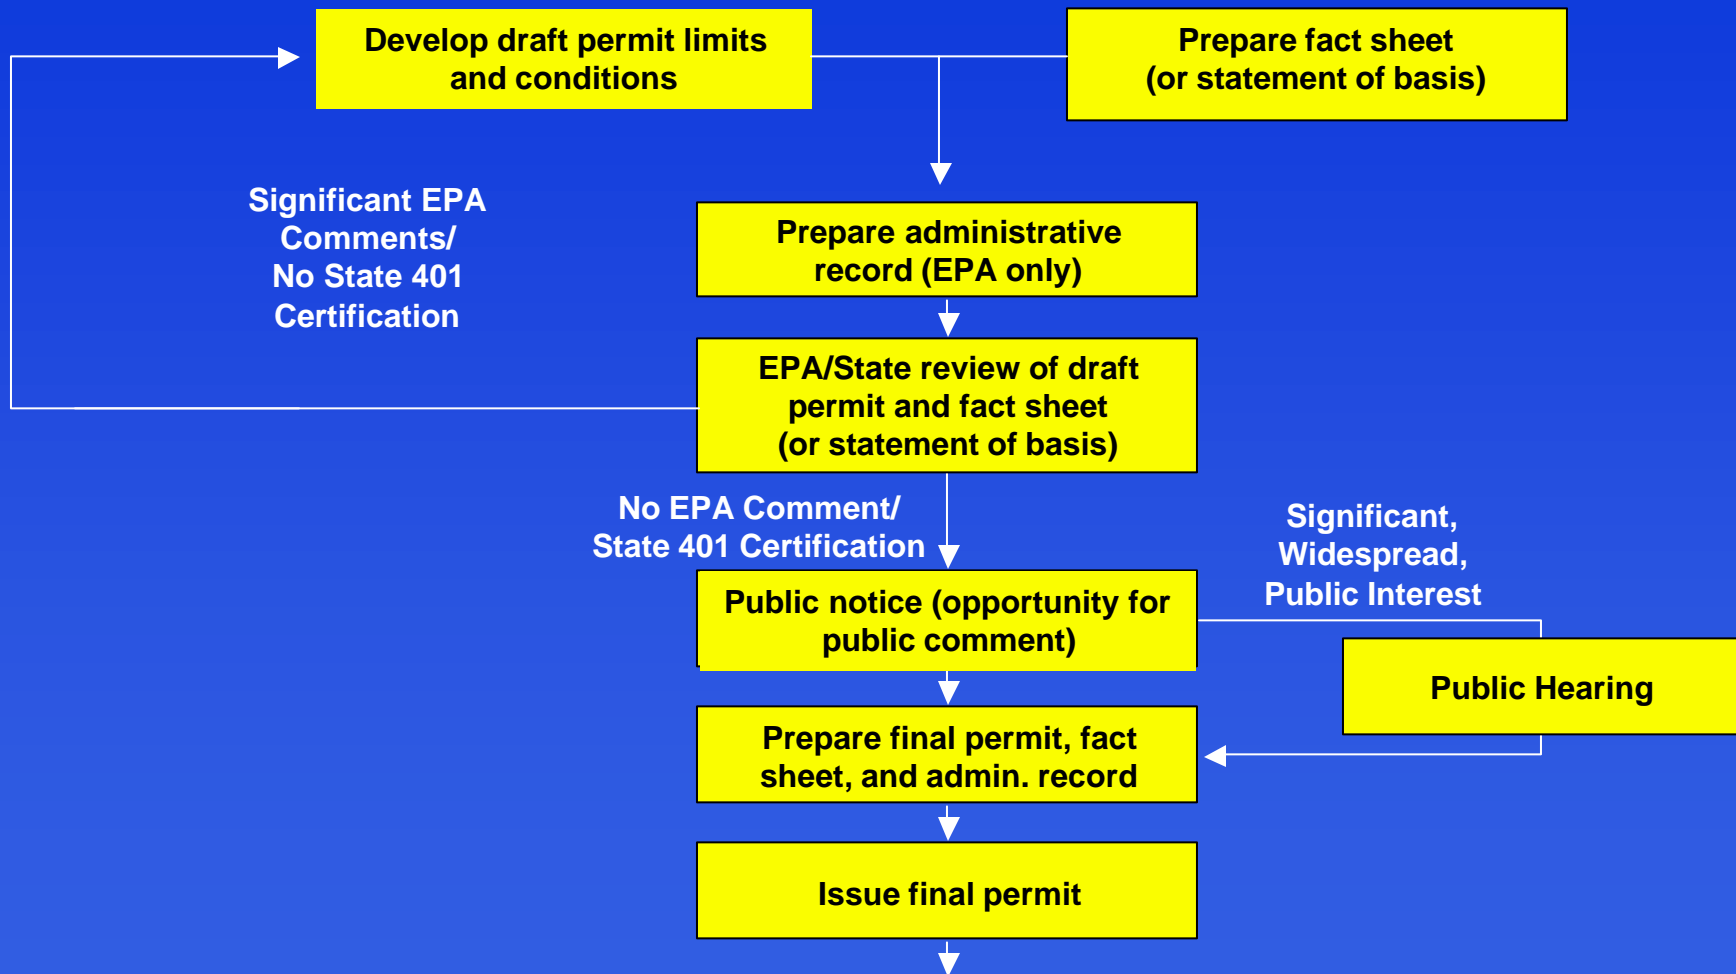 Develop draft permit limits
and conditions
Prepare fact sheet
(or statement of basis)
Significant EPA
Comments/
No State 401
Certification
Prepare administrative
record (EPA only)
EPA/State review of draft
permit and fact sheet
(or statement of basis)
No EPA Comment/
State 401 Certification
Significant,
Widespread,
Public Interest
Public notice (opportunity for
public comment)
Public Hearing
Prepare final permit, fact
sheet, and admin. record
Issue final permit